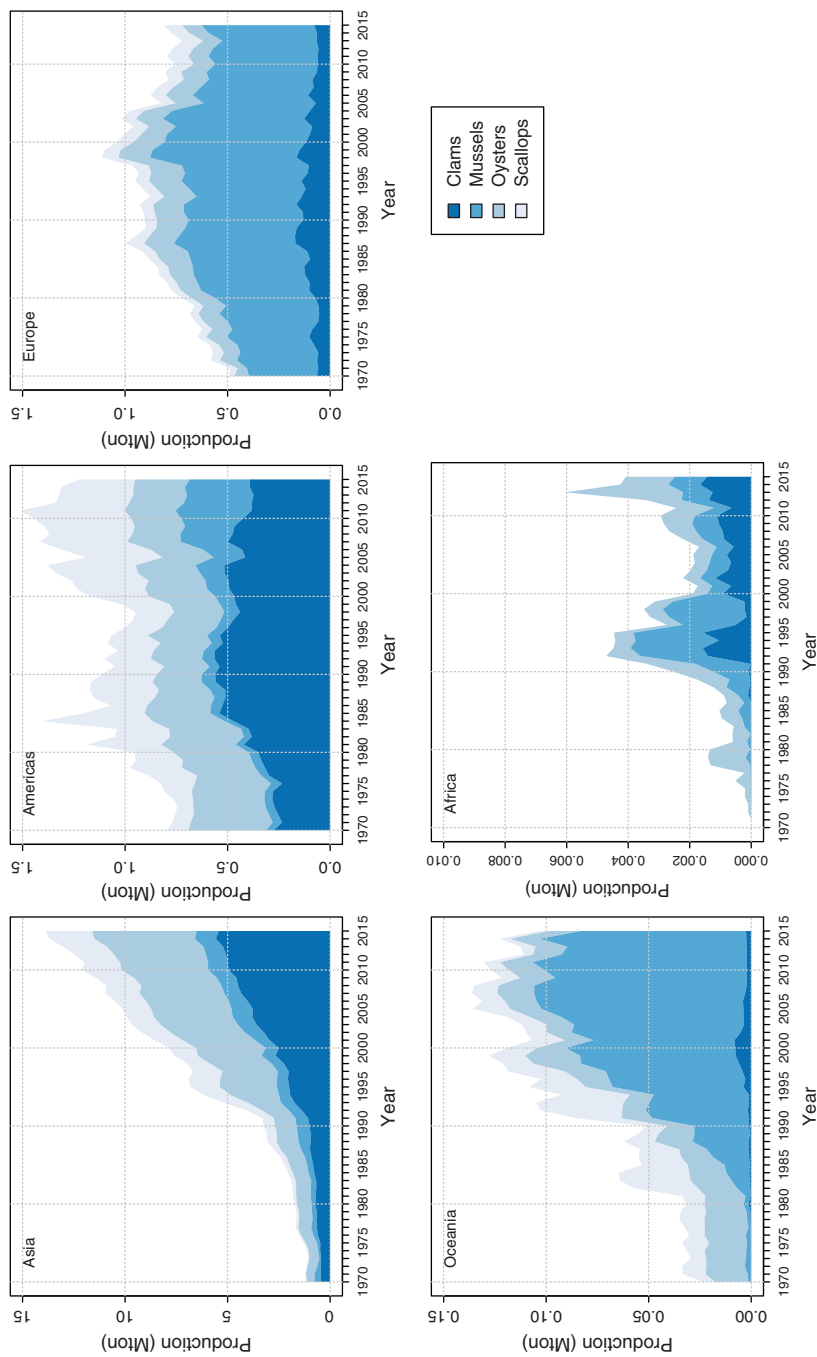 Asia
Production (Mton)
15
10
5
0
1970 1975 1980 1985 1990 1995 2000 2005 2010 2015
Year
Americas
Production (Mton)
1.5
1.0
0.5
0.0
1970 1975 1980 1985 1990 1995 2000 2005 2010 2015
Year
Europe
Production (Mton)
1.5
1.0
0.5
0.0
1970 1975 1980 1985 1990 1995 2000 2005 2010 2015
Year
Oceania
Production (Mton)
0.15
0.10
0.05
0.00
1970 1975 1980 1985 1990 1995 2000 2005 2010 2015
Year
Africa
Production (Mton)
0.010
0.008
0.006
0.004
0.002
0.000
1970 1975 1980 1985 1990 1995 2000 2005 2010 2015
Year
Clams
Mussels
Oysters
Scallops